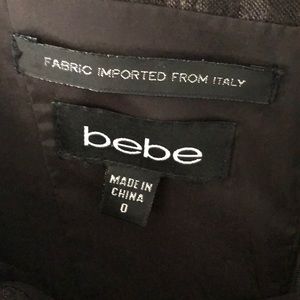 FABRIC IMPORTED FROM ITALY
bebe
MADE IN
CHINA
0